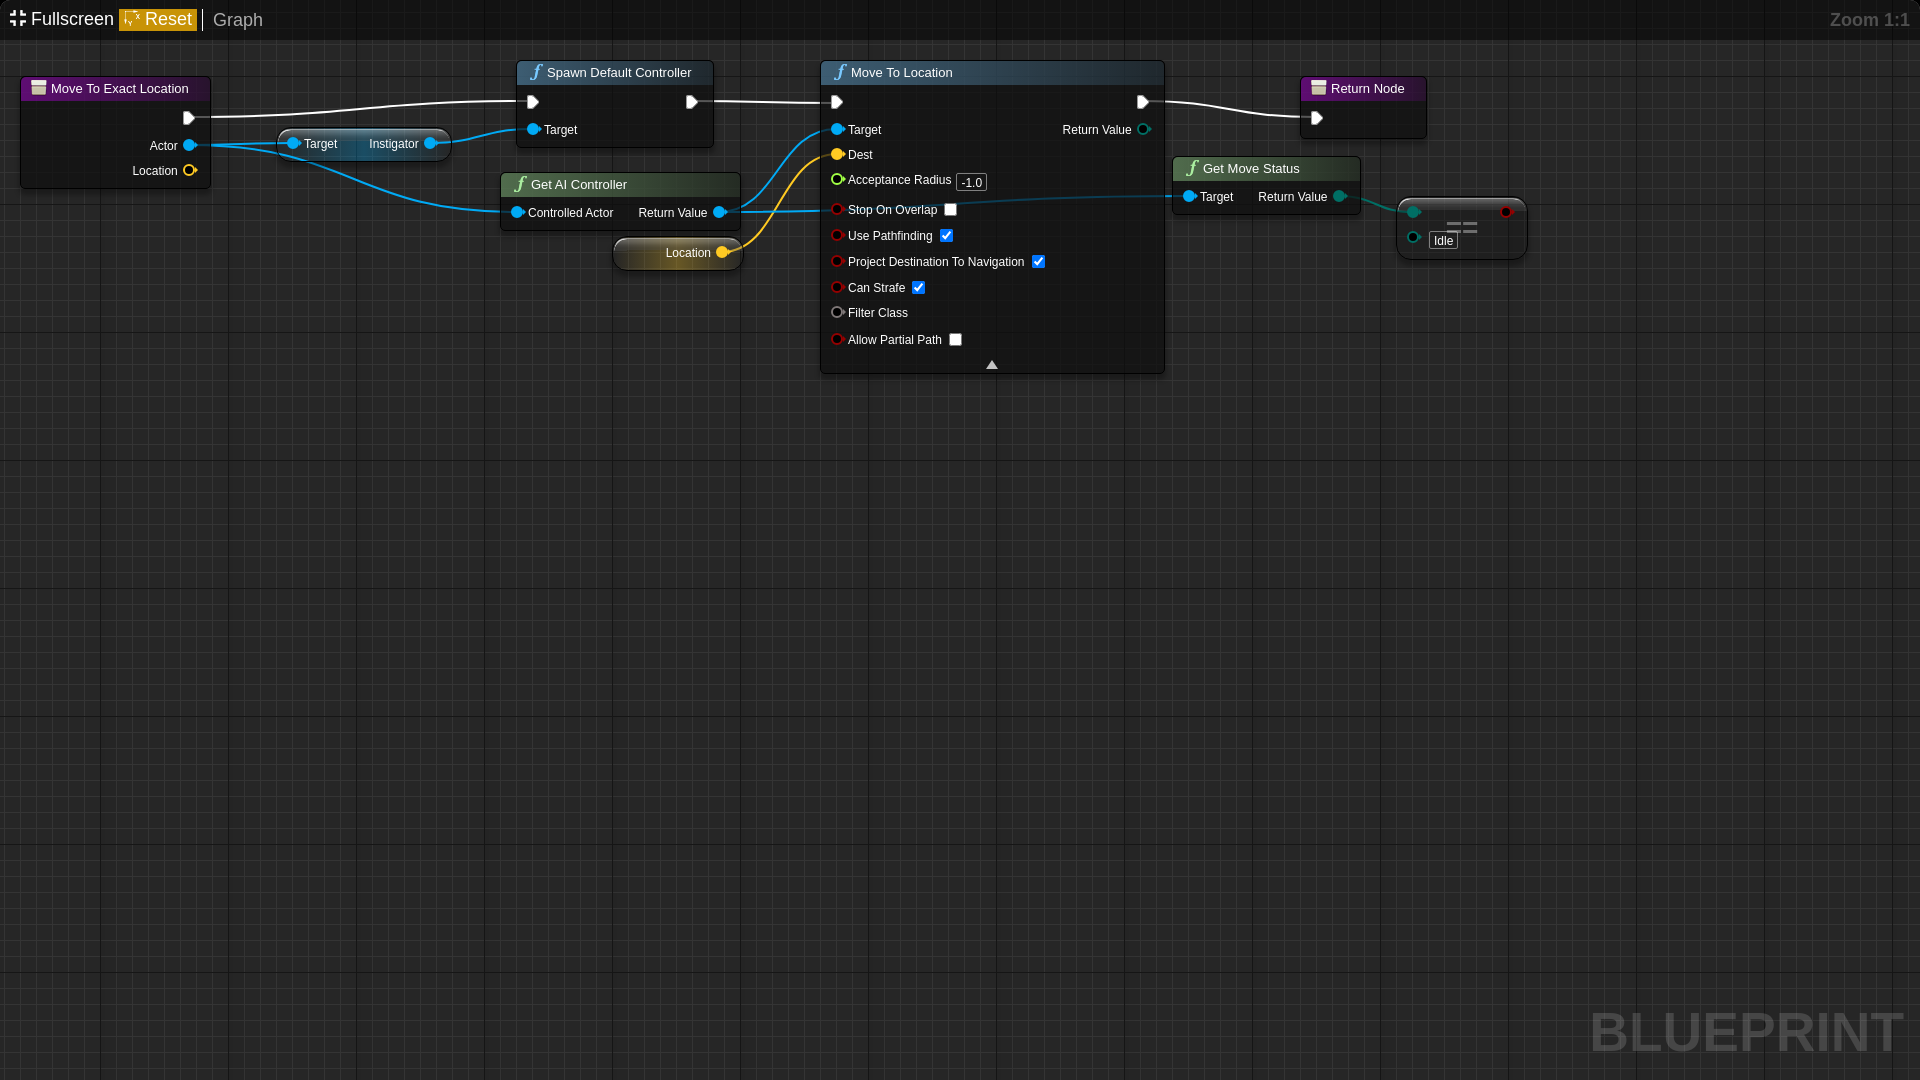 Fullscreen Reset Graph Zoom 1:1
Move To Exact Location
Actor
Location
Target Instigator
Spawn Default Controller
Target
Get AI Controller
Controlled Actor Return Value
Location
Move To Location
Target Return Value
Dest
Acceptance Radius -1.0
Stop On Overlap
Use Pathfinding
Project Destination To Navigation
Can Strafe
Filter Class
Allow Partial Path
Get Move Status
Target Return Value
Return Node
==
Idle
BLUEPRINT